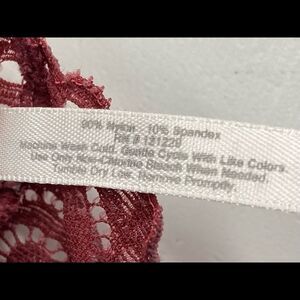 90% Nylon 10% Spandex
RN # 131229
Machine Wash Cold, Gentle Cycle With Like Colors
Use Only Non-Chlorine Bleach When Needed.
Tumble Dry Low. Remove Promptly.